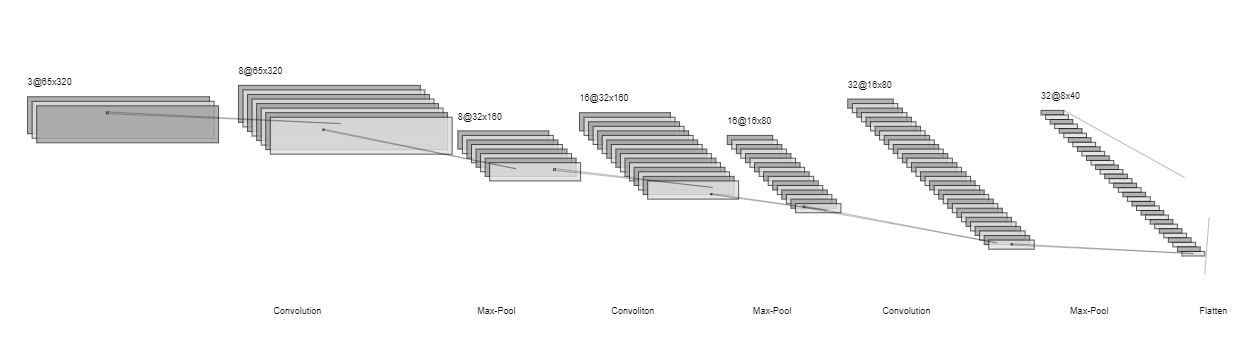 3@65x320
8@65x320
8@32x160
16@32x160
16@16x80
32@16x80
32@8x40
Convolution
Max-Pool
Convoliton
Max-Pool
Convolution
Max-Pool
Flatten